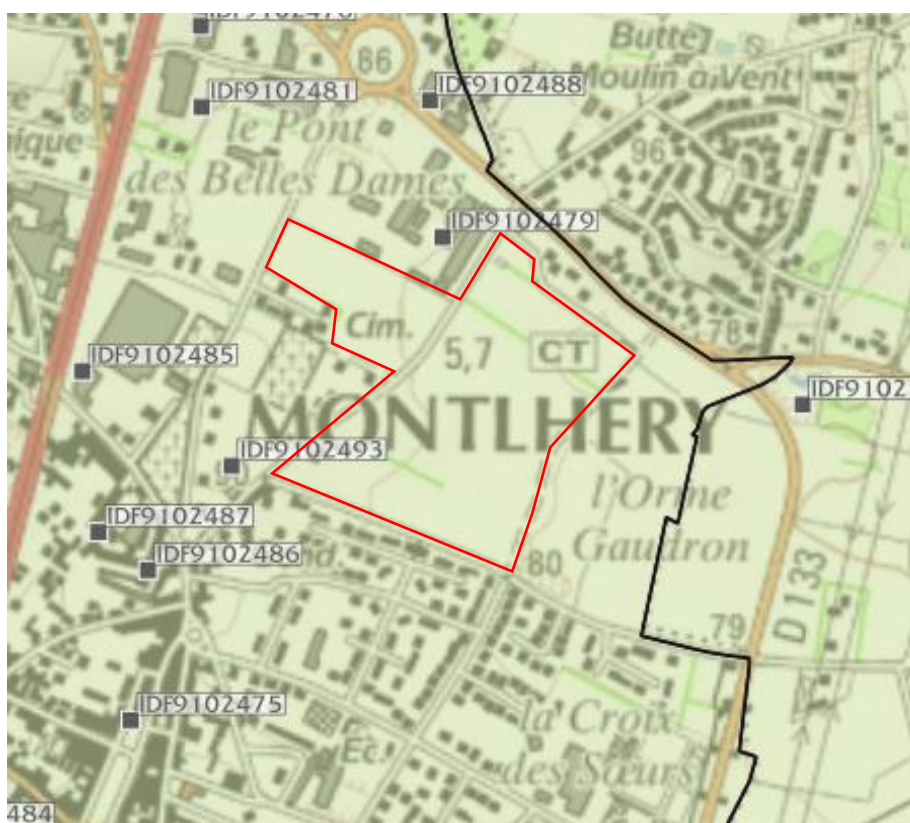 IDF9102476
86
Butte
IDF9102481
IDF9102488
du Moulin à Vent
le Pont
des Belles Dames
96
IDF9102479
Cim.
5,7
CT
78
IDF9102485
IDF9102
MONTLHERY
IDF9102493
l'Orme
Gaudron
IDF9102487
IDF9102486
80
D 133
79
IDF9102475
la Croix
des Sœurs
Ec.
484